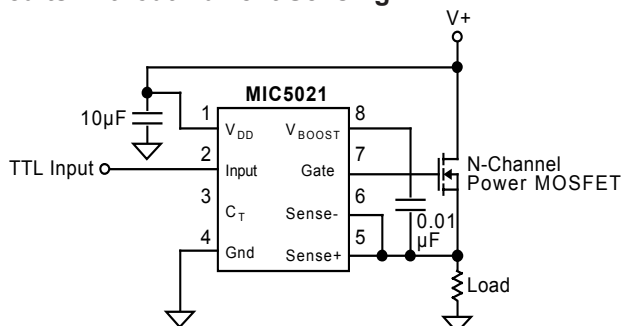 V+
MIC5021
10µF
1
V_DD
V_BOOST
8
TTL Input
2
Input
Gate
7
N-Channel
Power MOSFET
3
C_T
Sense-
6
0.01
µF
4
Gnd
Sense+
5
Load